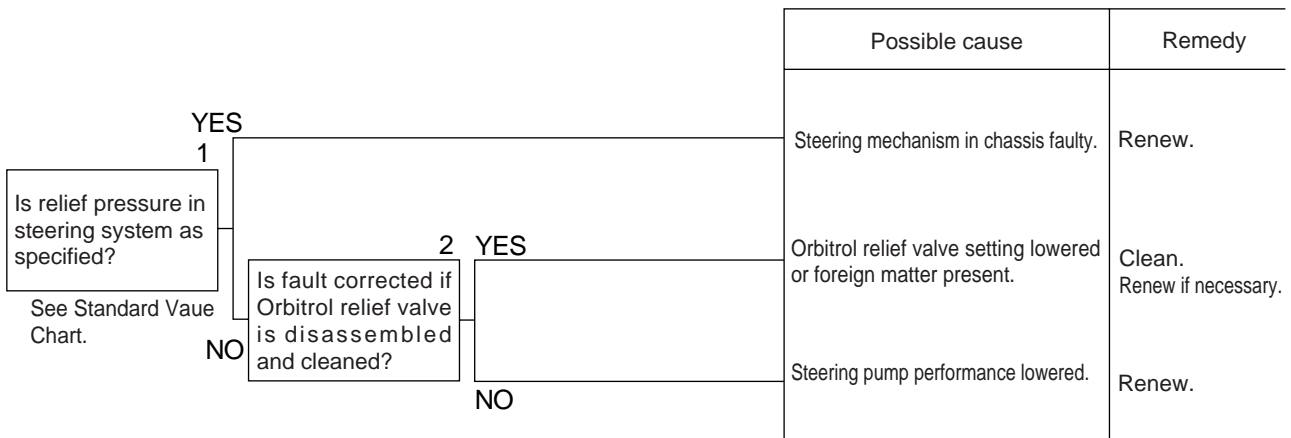 Possible cause
Remedy
YES
1
Steering mechanism in chassis faulty.
Renew.
Is relief pressure in
steering system as
specified?
See Standard Vaue
Chart.
NO
2
YES
Is fault corrected if
Orbitrol relief valve
is disassembled
and cleaned?
Orbitrol relief valve setting lowered
or foreign matter present.
Clean.
Renew if necessary.
NO
Steering pump performance lowered.
Renew.